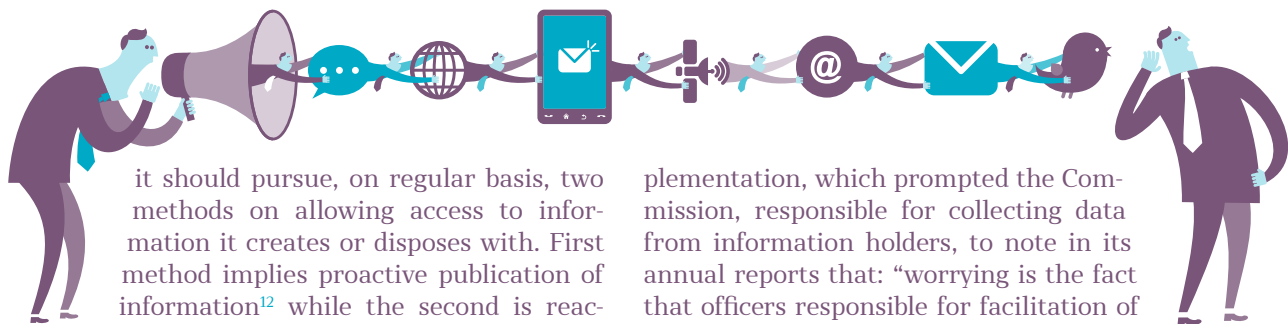 @
it should pursue, on regular basis, two
methods on allowing access to infor-
mation it creates or disposes with. First
method implies proactive publication of
information12 while the second is reac-
plementation, which prompted the Com-
mission, responsible for collecting data
from information holders, to note in its
annual reports that: “worrying is the fact
that officers responsible for facilitation of